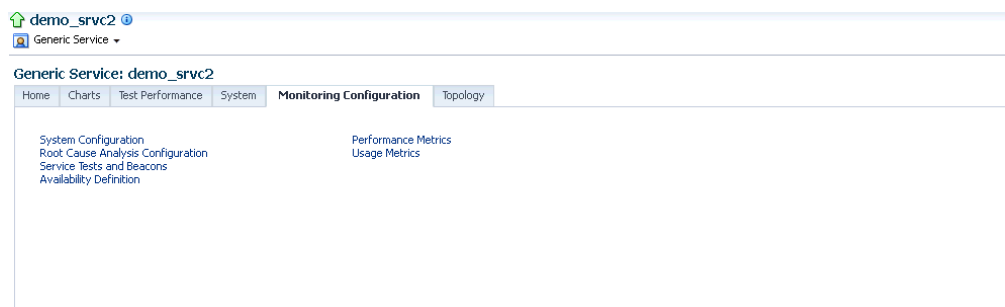 demo_srvc2
Generic Service
Generic Service: demo_srvc2
Home Charts Test Performance System Monitoring Configuration Topology
System Configuration Performance Metrics
Root Cause Analysis Configuration Usage Metrics
Service Tests and Beacons
Availability Definition